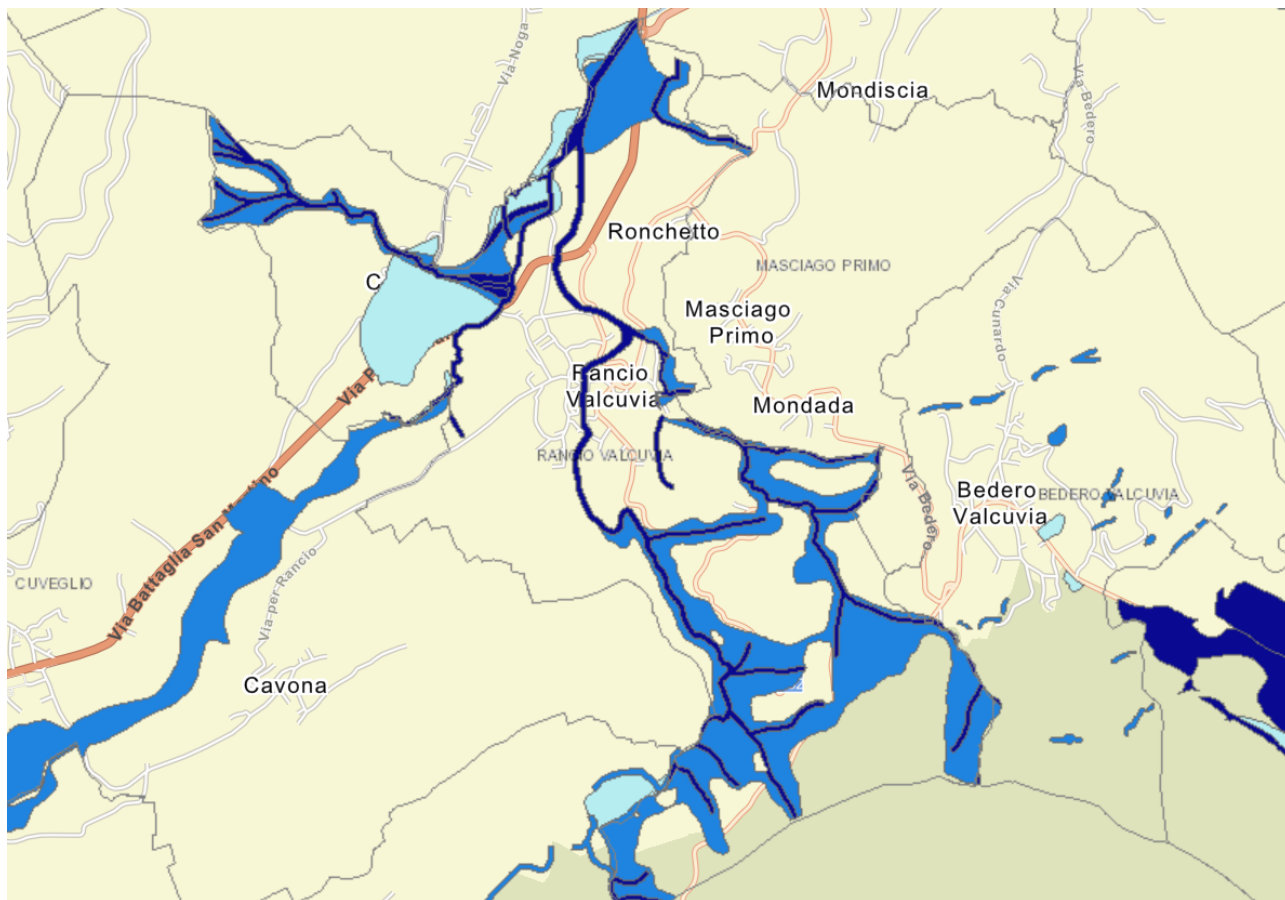 Via-Noga
Mondiscia
Via-Bedero
Ronchetto
MASCIAGO PRIMO
C
Via-Cunardo
Masciago
Primo
Rancio
Valcuvia
Mondada
RANCIO VALCUVIA
Via Bedero
Bedero
Valcuvia
BEDERO VALCUVIA
CUVEGLIO
Via Battaglia San Martino
Via-per-Rancio
Cavona